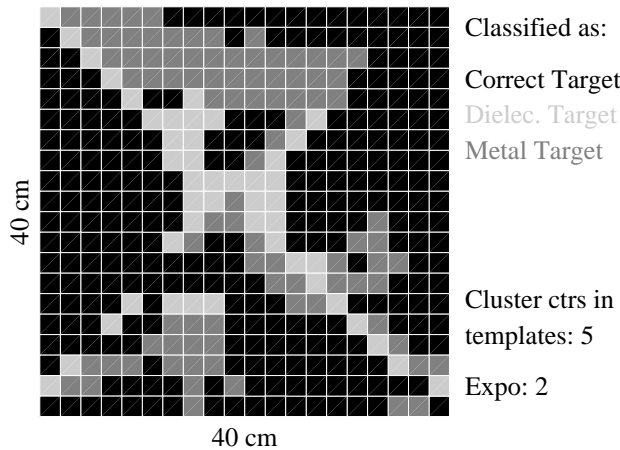 Classified as:
Correct Target
Dielec. Target
Metal Target
40 cm
Cluster ctrs in
templates: 5
Expo: 2
40 cm